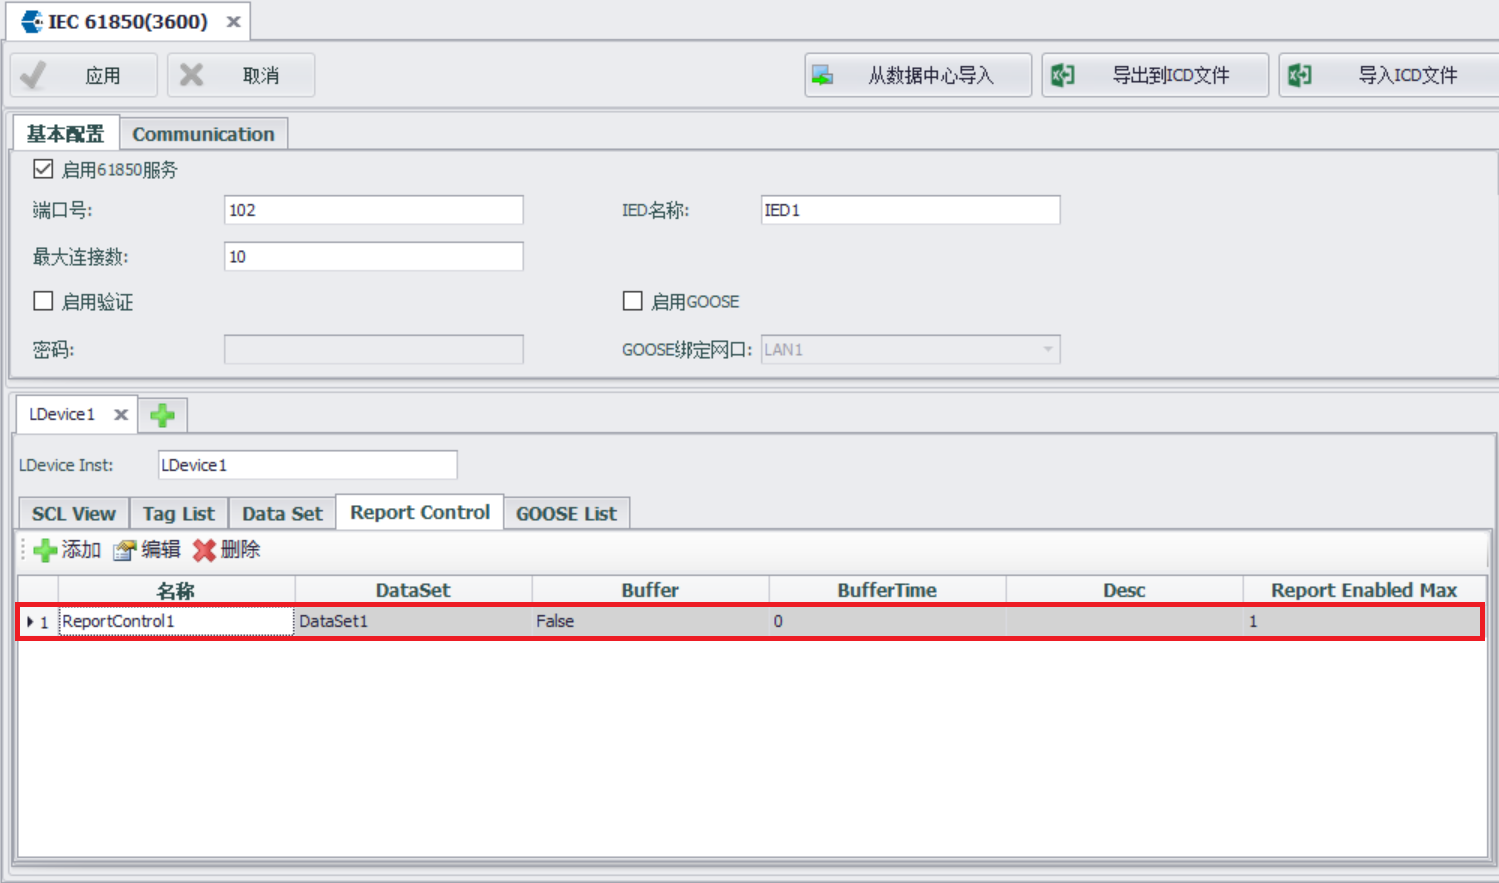 IEC 61850(3600)
应用 取消 从数据中心导入 导出到ICD文件 导入ICD文件
基本配置 Communication
启用61850服务
端口号: 102 IED名称: IED1
最大连接数: 10
启用验证 启用GOOSE
密码: GOOSE绑定网口: LAN1
LDevice1
LDevice Inst: LDevice1
SCL View Tag List Data Set Report Control GOOSE List
添加 编辑 删除
名称 DataSet Buffer BufferTime Desc Report Enabled Max
1 ReportControl1 DataSet1 False 0 1